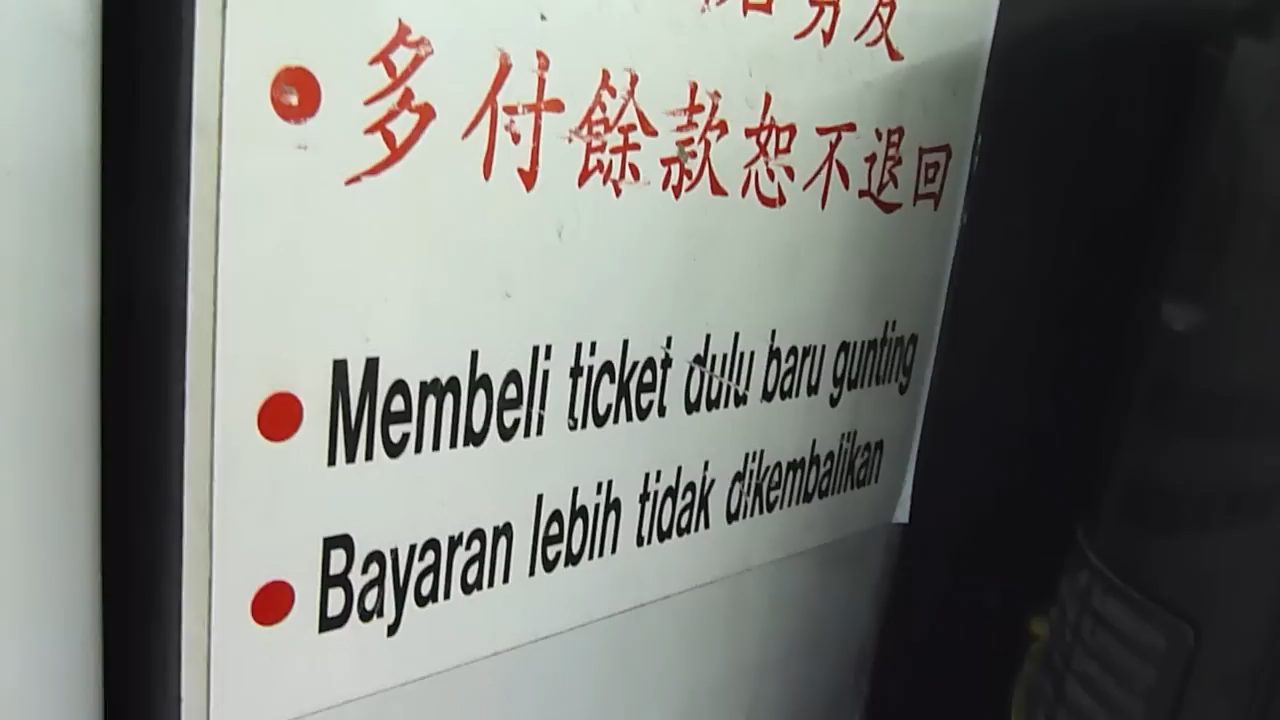 多付餘款恕不退回
Membeli ticket dulu baru gunting
Bayaran lebih tidak dikembalikan